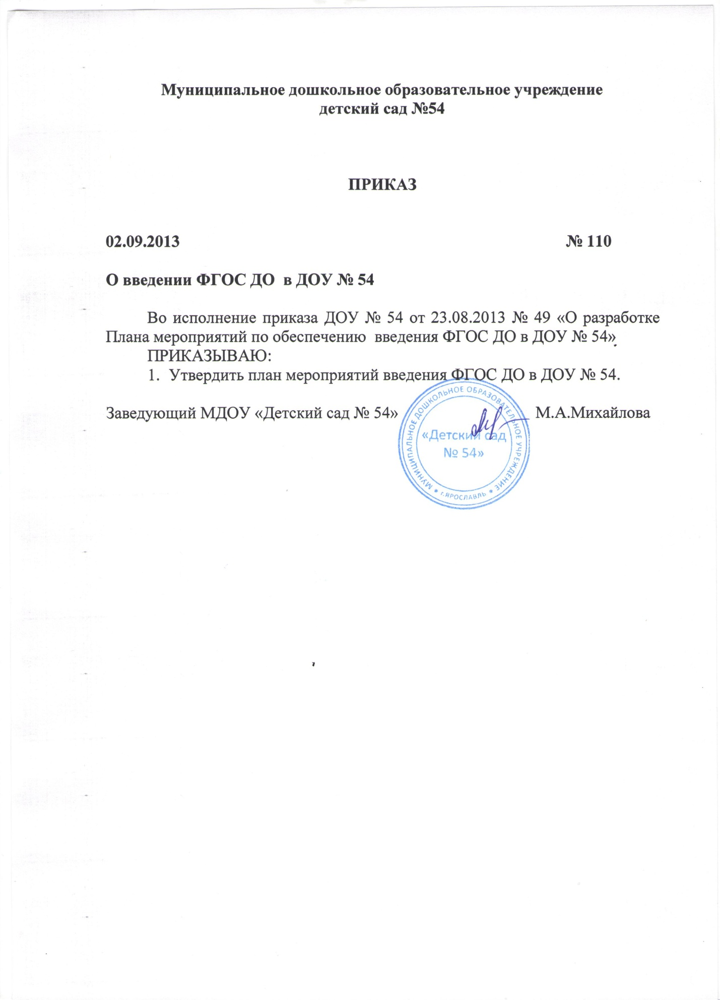 Муниципальное дошкольное образовательное учреждение
детский сад №54
ПРИКАЗ
02.09.2013 № 110
О введении ФГОС ДО в ДОУ № 54
Во исполнение приказа ДОУ № 54 от 23.08.2013 № 49 «О разработке
Плана мероприятий по обеспечению введения ФГОС ДО в ДОУ № 54»
ПРИКАЗЫВАЮ:
1. Утвердить план мероприятий введения ФГОС ДО в ДОУ № 54.
Заведующий МДОУ «Детский сад № 54» М.А.Михайлова
МУНИЦИПАЛЬНОЕ ДОШКОЛЬНОЕ ОБРАЗОВАТЕЛЬНОЕ УЧРЕЖДЕНИЕ
* г.ЯРОСЛАВЛЬ *
«Детский сад
№ 54»